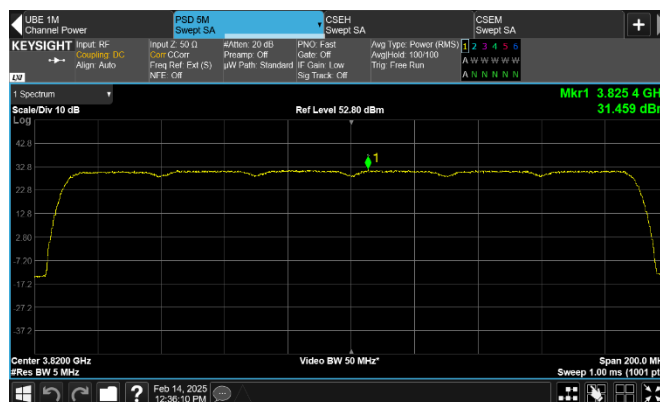 UBE 1M
Channel Power
PSD 5M
Swept SA
CSEH
Swept SA
CSEM
Swept SA
KEYSIGHT
Input: RF
Coupling: DC
Align: Auto
Input Z: 50 Ω
Corr CCorr
Freq Ref: Ext (S)
NFE: Off
#Atten: 20 dB
Preamp: Off
µW Path: Standard
PNO: Fast
Gate: Off
IF Gain: Low
Sig Track: Off
Avg Type: Power (RMS)
Avg|Hold: 100/100
Trig: Free Run
1 2 3 4 5 6
A W W W W W
A N N N N N
LXI
1 Spectrum
Scale/Div 10 dB
Log
Ref Level 52.80 dBm
Mkr1 3.825 4 GH
31.459 dBr
1
42.8
32.8
22.8
12.8
2.80
-7.20
-17.2
-27.2
-37.2
Center 3.8200 GHz
#Res BW 5 MHz
Video BW 50 MHz*
Span 200.0 MH
Sweep 1.00 ms (1001 pt
?
Feb 14, 2025
12:36:10 PM